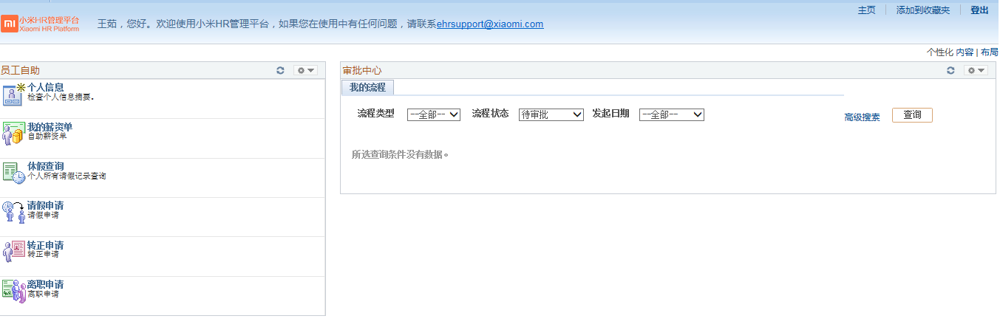 主页
添加到收藏夹
登出
小米HR管理平台
Xiaomi HR Platform
王茹，您好。欢迎使用小米HR管理平台，如果您在使用中有任何问题，请联系ehrsupport@xiaomi.com
个性化 内容 | 布局
员工自助
个人信息
检查个人信息摘要。
我的薪资单
自助薪资单
休假查询
个人所有请假记录查询
请假申请
请假申请
转正申请
转正申请
离职申请
离职申请
审批中心
我的流程
流程类型 --全部-- 流程状态 待审批 发起日期 --全部-- 高级搜索 查询
所选查询条件没有数据。